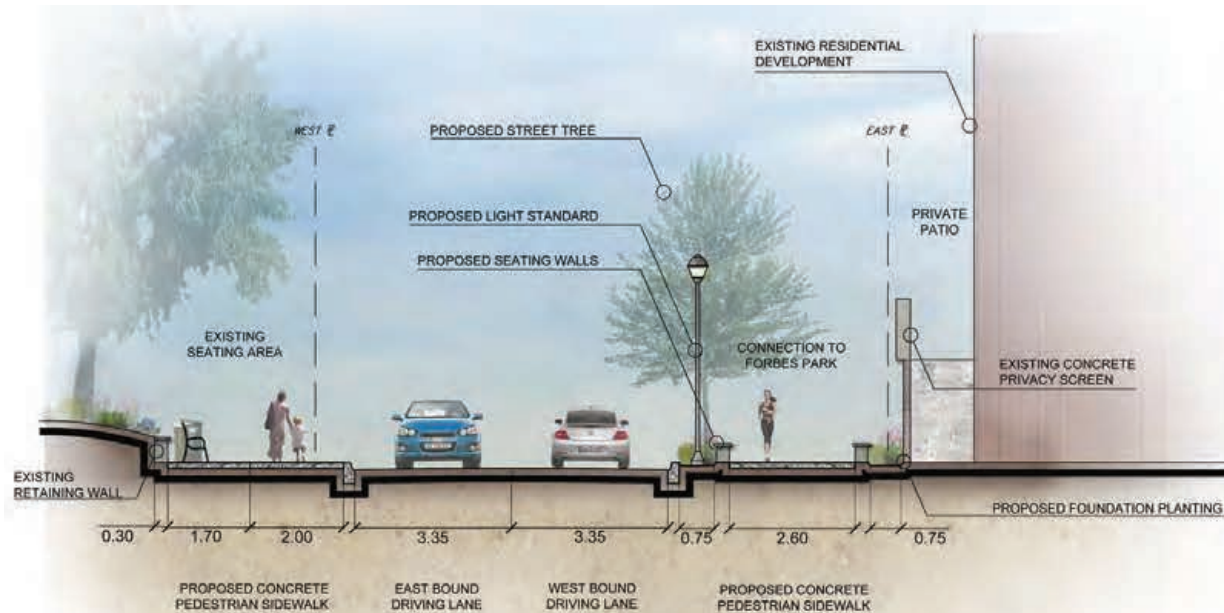 EXISTING RESIDENTIAL
DEVELOPMENT
WEST ⅊
PROPOSED STREET TREE
EAST ⅊
PROPOSED LIGHT STANDARD
PRIVATE
PATIO
PROPOSED SEATING WALLS
EXISTING
SEATING AREA
CONNECTION TO
FORBES PARK
EXISTING CONCRETE
PRIVACY SCREEN
EXISTING
RETAINING WALL
PROPOSED FOUNDATION PLANTING
0.30
1.70
2.00
3.35
3.35
0.75
2.60
0.75
PROPOSED CONCRETE
PEDESTRIAN SIDEWALK
EAST BOUND
DRIVING LANE
WEST BOUND
DRIVING LANE
PROPOSED CONCRETE
PEDESTRIAN SIDEWALK